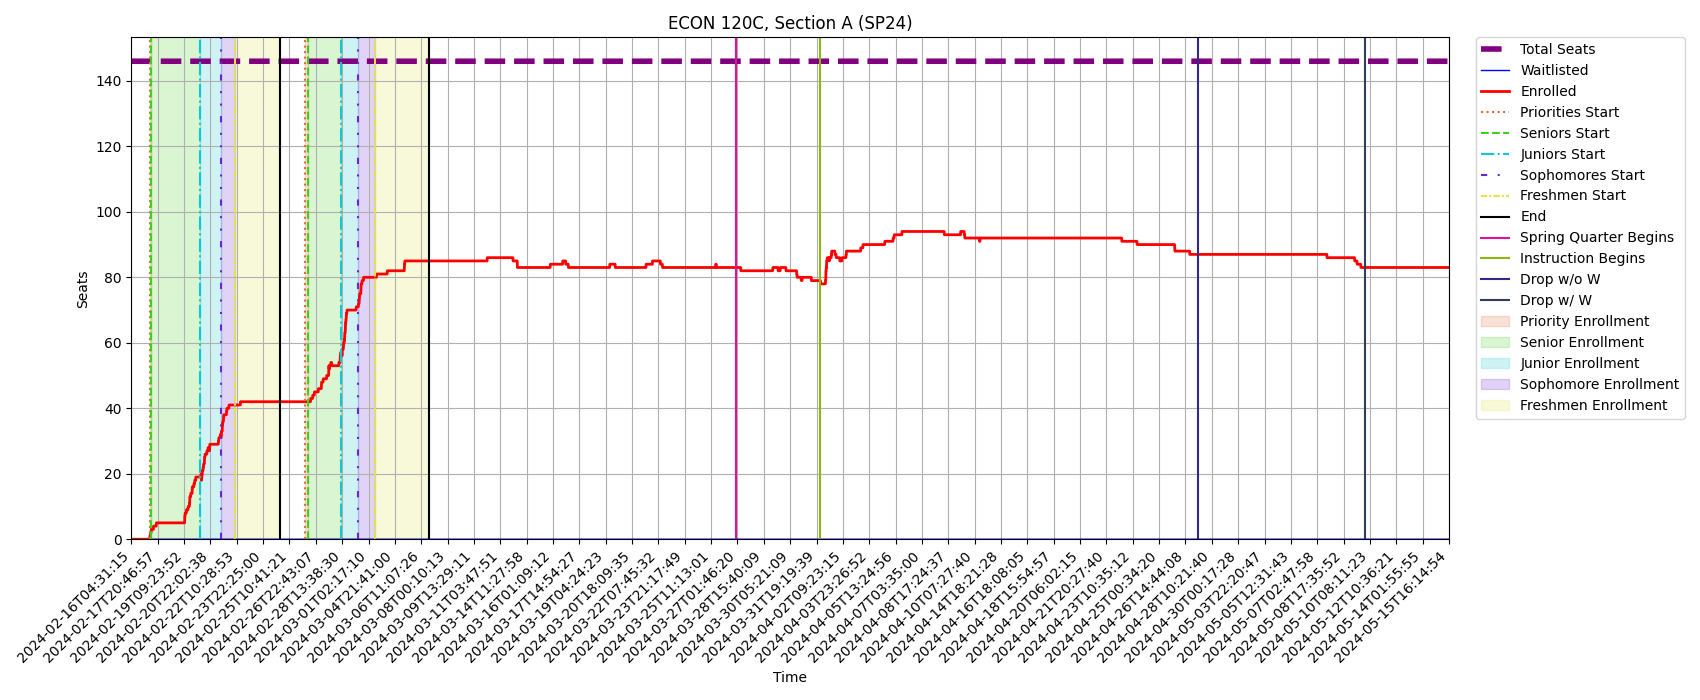 ECON 120C, Section A (SP24)
140
120
100
80
60
40
20
0
Seats
2024-02-16T04:31:15
2024-02-17T20:46:57
2024-02-19T09:23:52
2024-02-20T22:02:38
2024-02-22T10:28:53
2024-02-23T22:25:00
2024-02-25T10:41:21
2024-02-26T22:43:07
2024-02-28T13:38:30
2024-03-01T02:17:10
2024-03-04T21:41:00
2024-03-06T11:07:26
2024-03-08T00:10:13
2024-03-09T13:29:11
2024-03-11T03:47:51
2024-03-14T11:27:58
2024-03-16T01:09:12
2024-03-17T14:54:27
2024-03-19T04:24:23
2024-03-20T18:09:35
2024-03-22T07:45:32
2024-03-23T21:17:49
2024-03-25T11:13:01
2024-03-27T01:46:20
2024-03-28T15:40:09
2024-03-30T05:21:09
2024-03-31T19:19:39
2024-04-02T09:23:15
2024-04-03T23:26:52
2024-04-05T13:24:56
2024-04-07T03:35:00
2024-04-08T17:24:37
2024-04-10T07:27:40
2024-04-14T18:21:28
2024-04-16T18:08:05
2024-04-18T15:54:57
2024-04-20T06:02:15
2024-04-21T20:27:40
2024-04-23T10:35:12
2024-04-25T00:34:20
2024-04-26T14:44:08
2024-04-28T10:21:40
2024-04-30T00:17:28
2024-05-03T22:20:47
2024-05-05T12:31:43
2024-05-07T02:47:58
2024-05-08T17:35:52
2024-05-10T08:11:23
2024-05-12T10:36:21
2024-05-14T01:55:55
2024-05-15T16:14:54
Time
Total Seats
Waitlisted
Enrolled
Priorities Start
Seniors Start
Juniors Start
Sophomores Start
Freshmen Start
End
Spring Quarter Begins
Instruction Begins
Drop w/o W
Drop w/ W
Priority Enrollment
Senior Enrollment
Junior Enrollment
Sophomore Enrollment
Freshmen Enrollment